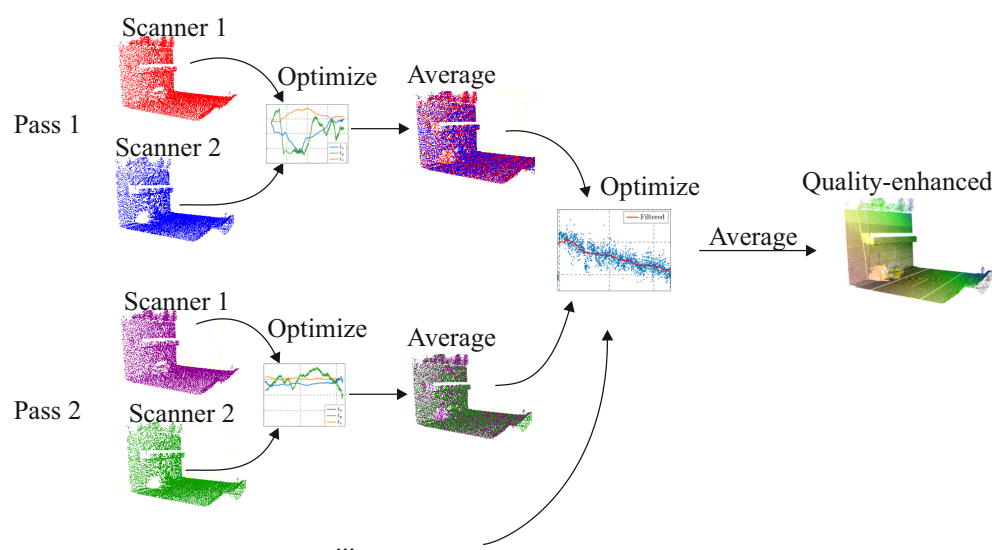 Scanner 1
Optimize
Average
Pass 1
Scanner 2
Optimize
Quality-enhanced
Filtered
Average
Scanner 1
Optimize
Average
Pass 2
Scanner 2
...